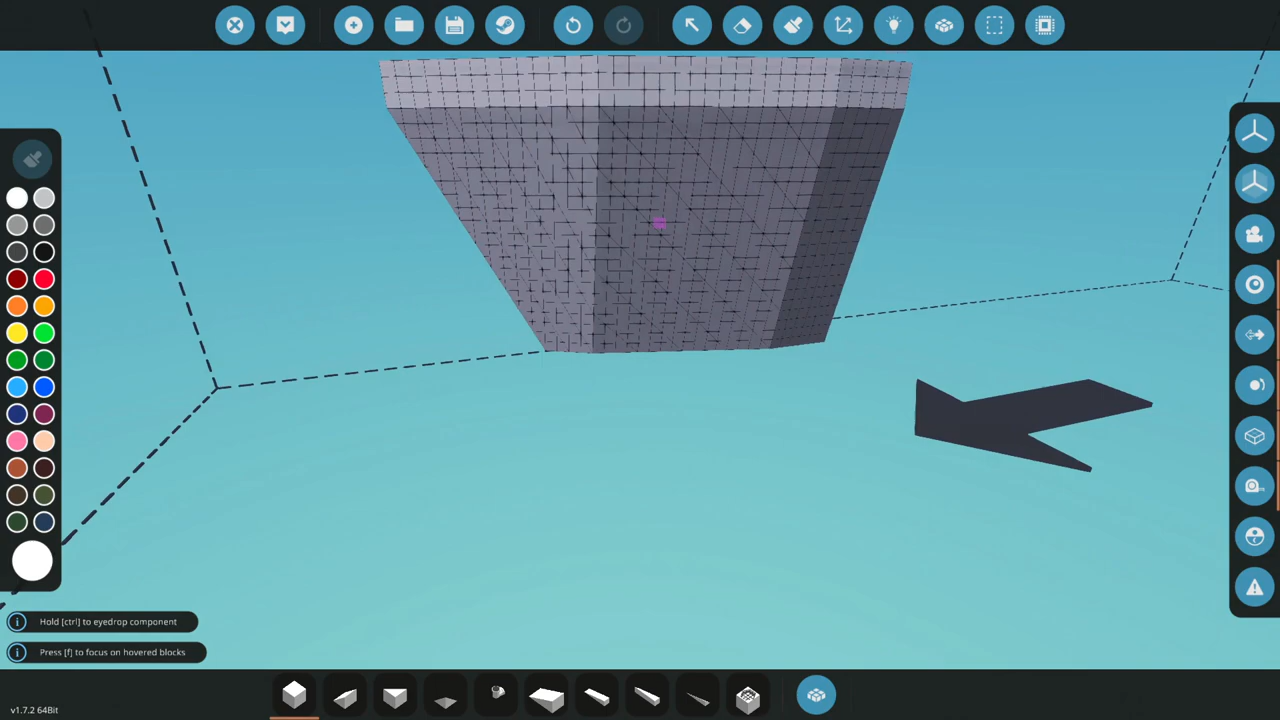 Hold [ctrl] to eyedrop component
Press [f] to focus on hovered blocks
v1.7.2 64Bit